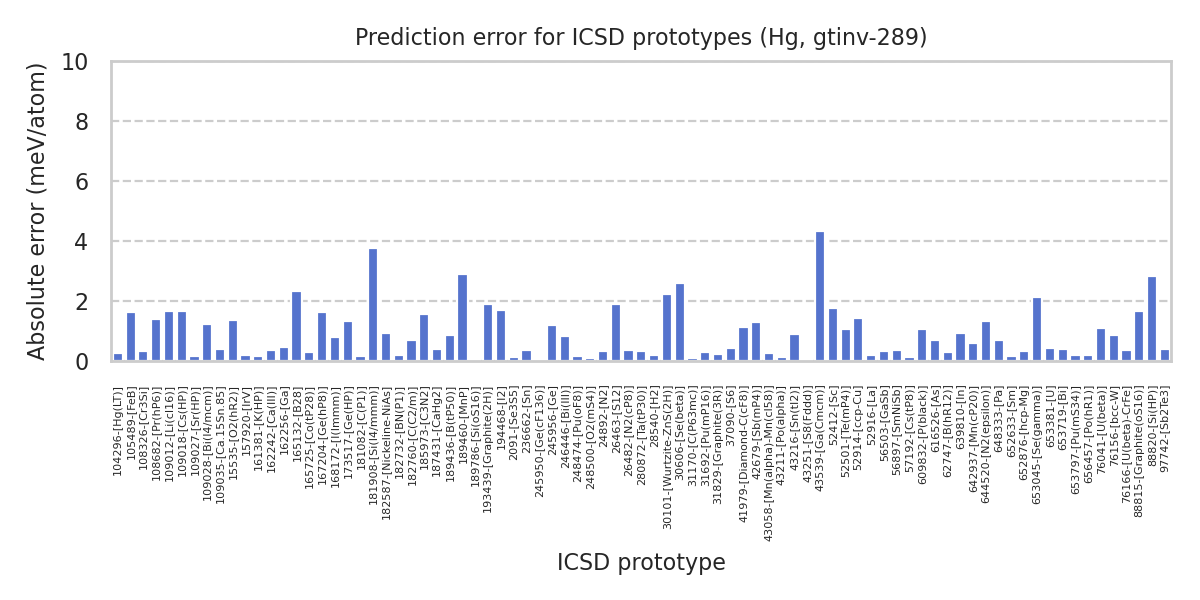 Prediction error for ICSD prototypes (Hg, gtinv-289)
Absolute error (meV/atom)
10
8
6
4
2
0
104296-[Hg(LT)]
105489-[FeB]
108326-[Cr3Si]
108682-[Pr(hP6)]
109012-[Li(cI16)]
109018-[Cs(HP)]
109027-[Sr(HP)]
109028-[Bi(I4/mcm)]
109035-[Ca.15Sn.85]
15535-[O2(hR2)]
157920-[IrV]
161381-[K(HP)]
162242-[Ca(III)]
162256-[Ga]
165132-[B28]
165725-[Co(tP28)]
167204-[Ge(hP8)]
168172-[I(Immm)]
173517-[Ge(HP)]
181082-[C(P1)]
181908-[Si(I4/mmm)]
182587-[Nickeline-NiAs]
182732-[BN(P1)]
182760-[C(C2/m)]
185973-[C3N2]
187431-[CaHg2]
189436-[B(tP50)]
189460-[MnP]
189786-[Si(oS16)]
193439-[Graphite(2H)]
194468-[I2]
2091-[Se3S5]
236662-[Sn]
245950-[Ge(cF136)]
245956-[Ge]
246446-[Bi(III)]
248474-[Pu(oF8)]
248500-[O2(mS4)]
24892-[N2]
26463-[S12]
26482-[N2(cP8)]
280872-[Ta(tP30)]
28540-[H2]
30101-[Wurtzite-ZnS(2H)]
30606-[Se(beta)]
31170-[C(P63mc)]
31692-[Pu(mP16)]
31829-[Graphite(3R)]
37090-[S6]
41979-[Diamond-C(cF8)]
42679-[Sb(mP4)]
43058-[Mn(alpha)-Mn(cI58)]
43211-[Po(alpha)]
43216-[Sn(tI2)]
43251-[S8(Fddd)]
43539-[Ga(Cmcm)]
52412-[Sc]
52501-[Te(mP4)]
52914-[ccp-Cu]
52916-[La]
56503-[GaSb]
56897-[SmNiSb]
57192-[Cs(tP8)]
609832-[P(black)]
616526-[As]
62747-[B(hR12)]
639810-[In]
642937-[Mn(cP20)]
644520-[N2(epsilon)]
648333-[Pa]
652633-[Sm]
652876-[hcp-Mg]
653045-[Se(gamma)]
653381-[U]
653719-[Bi]
653797-[Pu(mS34)]
656457-[Po(hR1)]
76041-[U(beta)]
76156-[bcc-W]
76166-[U(beta)-CrFe]
88815-[Graphite(oS16)]
88820-[Si(HP)]
97742-[Sb2Te3]
ICSD prototype